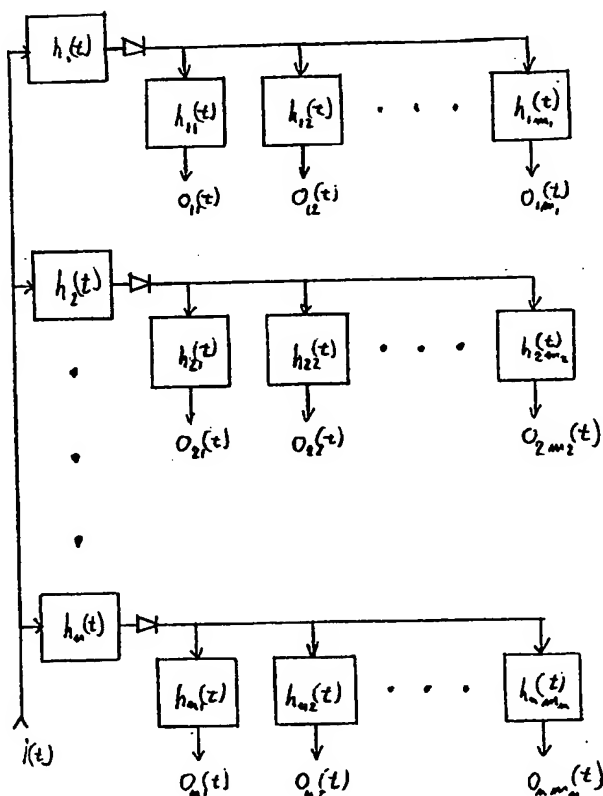 h₁(t)
h₁₁(t) h₁₂(t) . . . h₁ₘ₁(t)
O₁₁(t) O₁₂(t) O₁ₘ₁(t)
h₂(t)
h₂₁(t) h₂₂(t) . . . h₂ₘ₂(t)
O₂₁(t) O₂₂(t) O₂ₘ₂(t)
hₙ(t)
hₙ₁(t) hₙ₂(t) . . . hₙₘₙ(t)
i(t)
Oₙ₁(t) Oₙ₂(t) Oₙₘₙ(t)